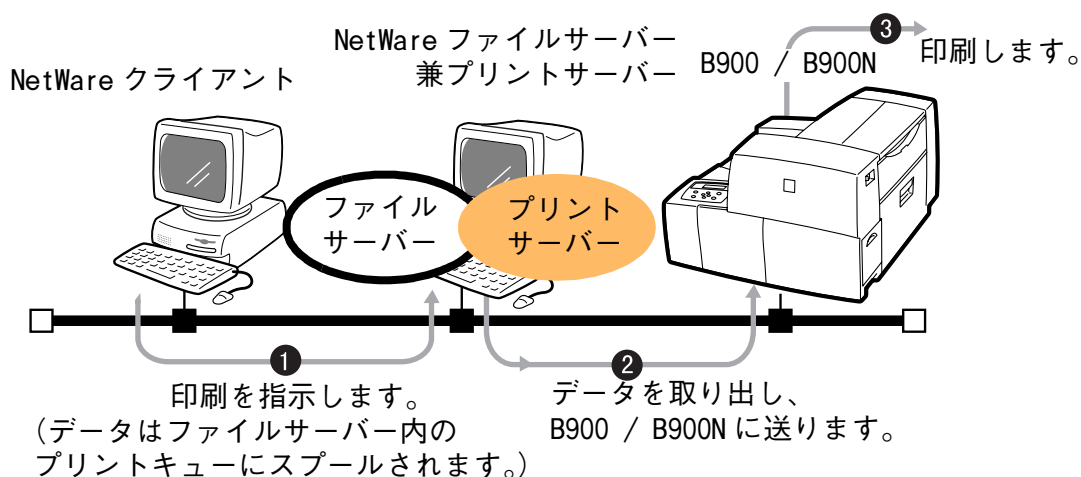 NetWare クライアント
NetWare ファイルサーバー
兼プリントサーバー
B900 / B900N
❸
印刷します。
ファイル
サーバー
プリント
サーバー
❶
印刷を指示します。
(データはファイルサーバー内の
プリントキューにスプールされます。)
❷
データを取り出し、
B900 / B900N に送ります。